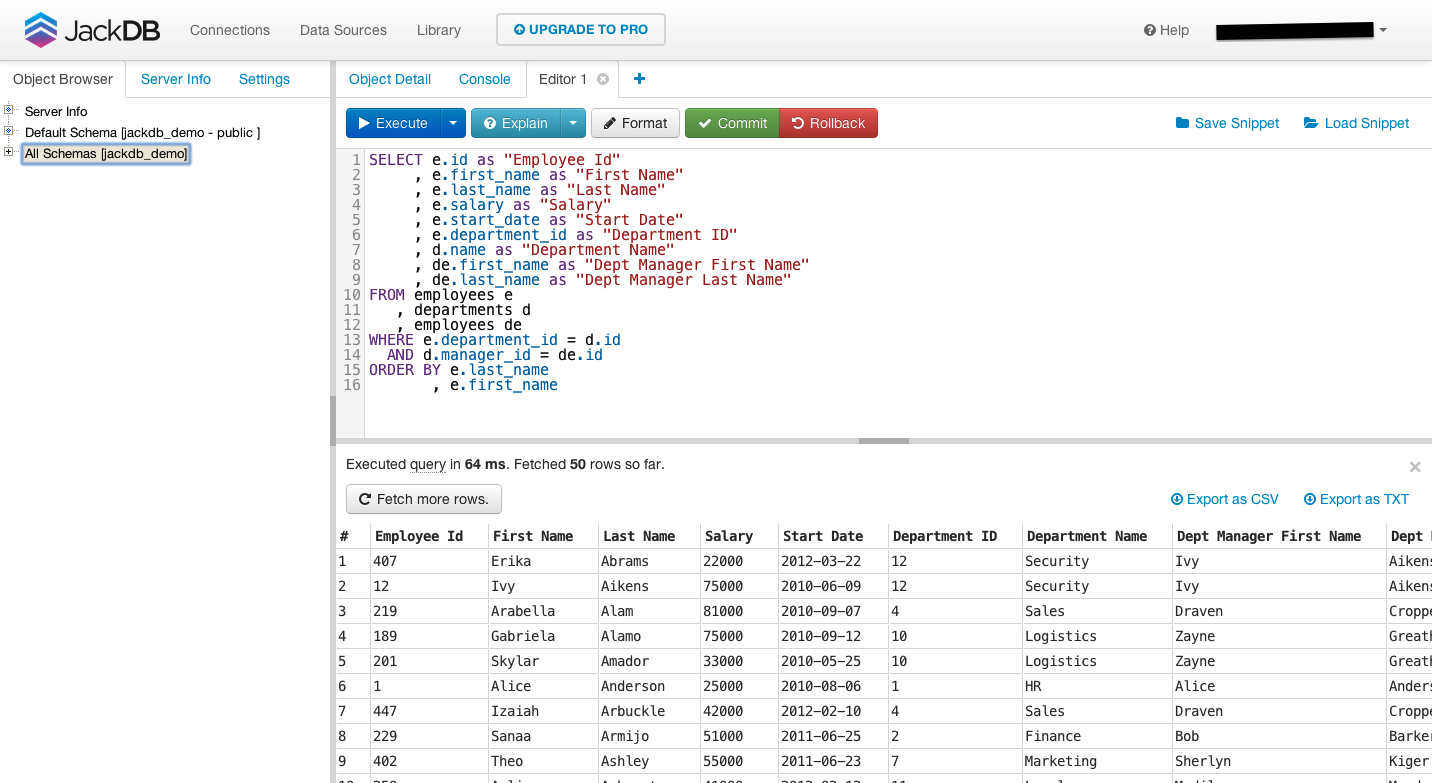 JackDB Connections Data Sources Library UPGRADE TO PRO Help
Object Browser Server Info Settings
Server Info
Default Schema [jackdb_demo - public ]
All Schemas [jackdb_demo]
Object Detail Console Editor 1
Execute Explain Format Commit Rollback Save Snippet Load Snippet
1 SELECT e.id as "Employee Id"
2 , e.first_name as "First Name"
3 , e.last_name as "Last Name"
4 , e.salary as "Salary"
5 , e.start_date as "Start Date"
6 , e.department_id as "Department ID"
7 , d.name as "Department Name"
8 , de.first_name as "Dept Manager First Name"
9 , de.last_name as "Dept Manager Last Name"
10 FROM employees e
11 , departments d
12 , employees de
13 WHERE e.department_id = d.id
14 AND d.manager_id = de.id
15 ORDER BY e.last_name
16 , e.first_name
Executed query in 64 ms. Fetched 50 rows so far.
Fetch more rows. Export as CSV Export as TXT
# Employee Id First Name Last Name Salary Start Date Department ID Department Name Dept Manager First Name Dept
1 407 Erika Abrams 22000 2012-03-22 12 Security Ivy Aikens
2 12 Ivy Aikens 75000 2010-06-09 12 Security Ivy Aikens
3 219 Arabella Alam 81000 2010-09-07 4 Sales Draven Croppe
4 189 Gabriela Alamo 75000 2010-09-12 10 Logistics Zayne Greath
5 201 Skylar Amador 33000 2010-05-25 10 Logistics Zayne Greath
6 1 Alice Anderson 25000 2010-08-06 1 HR Alice Anders
7 447 Izaiah Arbuckle 42000 2012-02-10 4 Sales Draven Croppe
8 229 Sanaa Armijo 51000 2011-06-25 2 Finance Bob Barker
9 402 Theo Ashley 55000 2011-06-23 7 Marketing Sherlyn Kiger